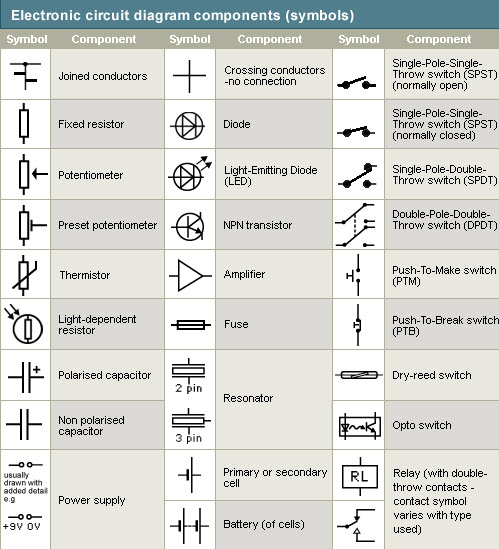 Electronic circuit diagram components (symbols)
Symbol Component Symbol Component Symbol Component
Joined conductors
Crossing conductors
-no connection
Single-Pole-Single-
Throw switch (SPST)
(normally open)
Fixed resistor
Diode
Single-Pole-Single-
Throw switch (SPST)
(normally closed)
Potentiometer
Light-Emitting Diode
(LED)
Single-Pole-Double-
Throw switch (SPDT)
Preset potentiometer
NPN transistor
Double-Pole-Double-
Throw switch (DPDT)
Thermistor
Amplifier
Push-To-Make switch
(PTM)
Light-dependent
resistor
Fuse
Push-To-Break switch
(PTB)
+
Polarised capacitor
2 pin
Resonator
Dry-reed switch
Non polarised
capacitor
3 pin
Opto switch
usually
drawn with
added detail
e.g
+9V 0V
Power supply
Primary or secondary
cell
Battery (of cells)
RL
Relay (with double-
throw contacts -
contact symbol
varies with type
used)